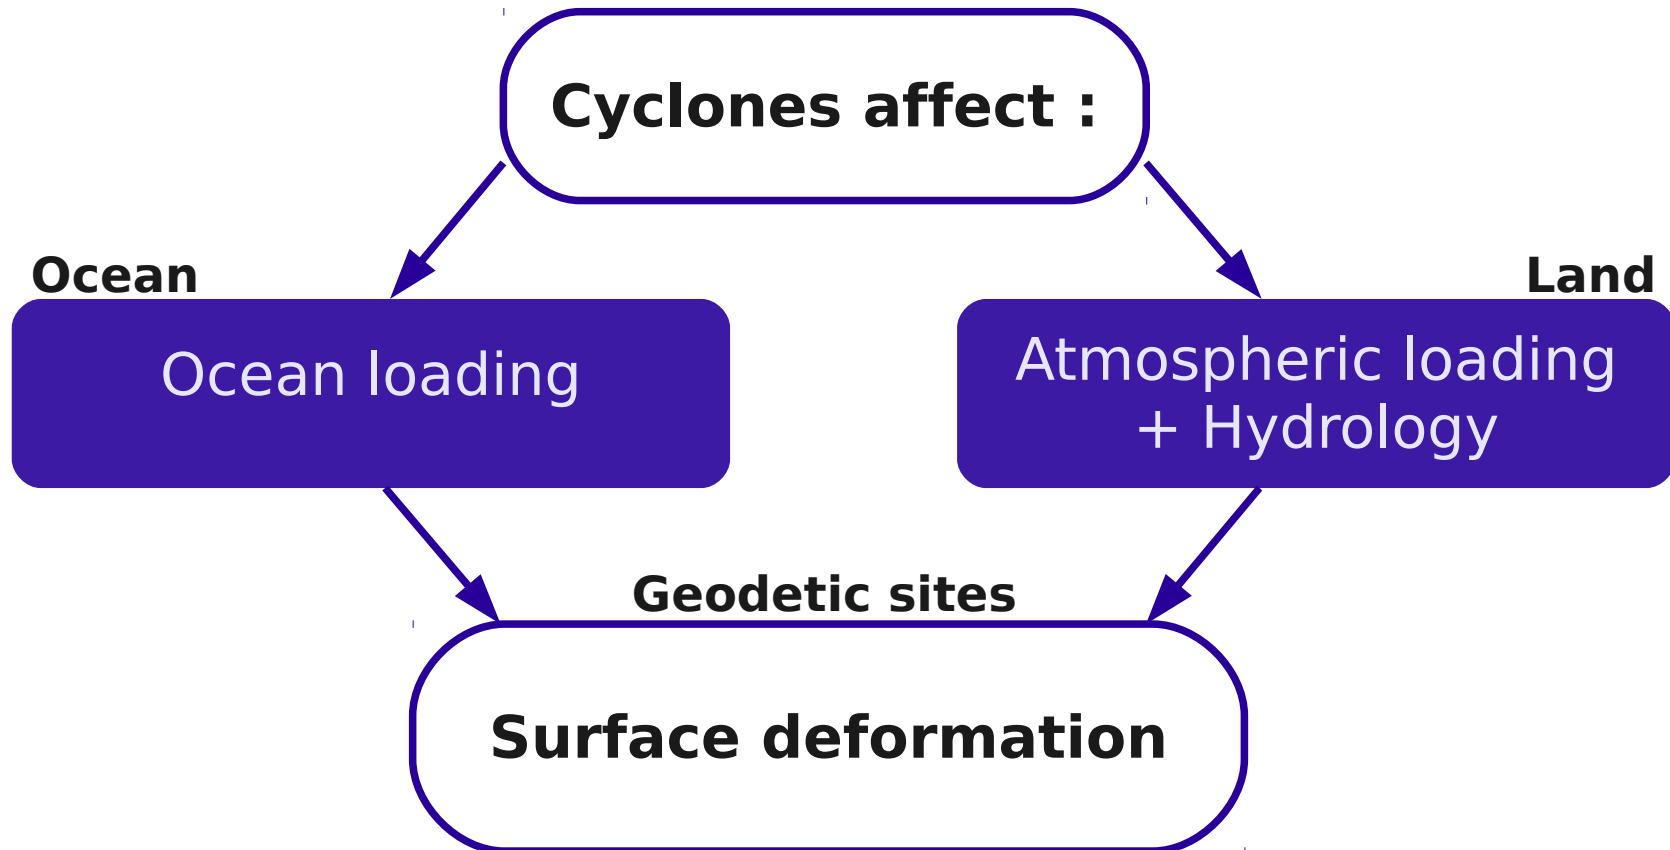 Cyclones affect :
Ocean
Land
Ocean loading
Atmospheric loading
+ Hydrology
Geodetic sites
Surface deformation